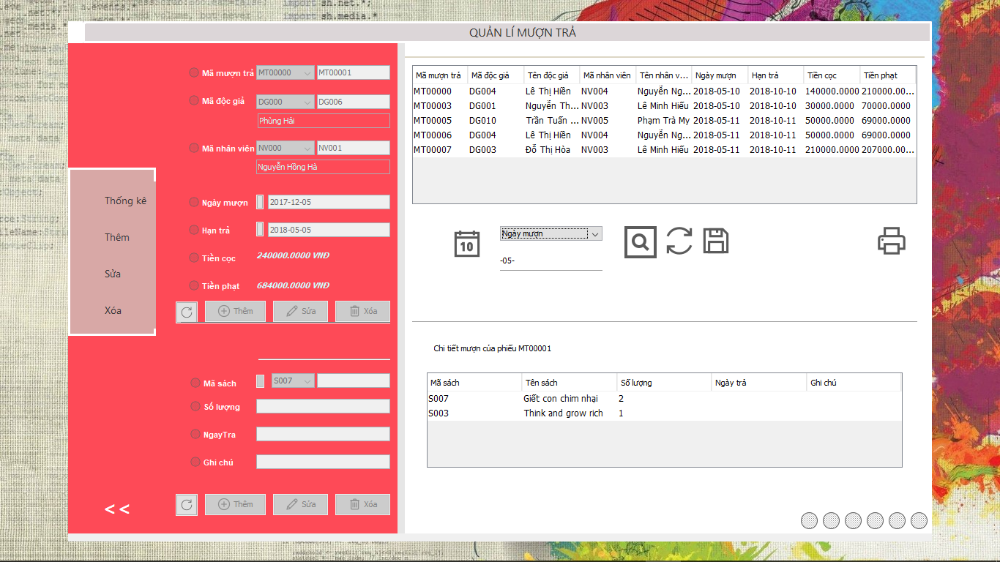 QUẢN LÍ MƯỢN TRẢ
Mã mượn trả MT00000 MT00001
Mã độc giả DG000 DG006
Phùng Hải
Mã nhân viên NV000 NV001
Nguyễn Hồng Hà
Ngày mượn 2017-12-05
Hạn trả 2018-05-05
Tiền cọc 240000.0000 VNĐ
Tiền phạt 684000.0000 VNĐ
Thêm Sửa Xóa
Thống kê
Thêm
Sửa
Xóa
Mã sách S007
Số lượng
NgayTra
Ghi chú
<< Thêm Sửa Xóa
Mã mượn trả Mã độc giả Tên độc giả Mã nhân viên Tên nhân v... Ngày mượn Hạn trả Tiền cọc Tiền phạt
MT00000 DG004 Lê Thị Hiền NV004 Nguyễn Ng... 2018-05-10 2018-10-10 140000.0000 210000.00...
MT00003 DG001 Nguyễn Th... NV003 Lê Minh Hiếu 2018-05-10 2018-10-10 30000.0000 70000.0000
MT00005 DG010 Trần Tuấn ... NV005 Phạm Trà My 2018-05-11 2018-10-11 50000.0000 69000.0000
MT00006 DG004 Lê Thị Hiền NV004 Nguyễn Ng... 2018-05-11 2018-10-11 50000.0000 69000.0000
MT00007 DG003 Đỗ Thị Hòa NV003 Lê Minh Hiếu 2018-05-11 2018-10-11 210000.0000 207000.00...
10 Ngày mượn
-05-
Chi tiết mượn của phiếu MT00001
Mã sách Tên sách Số lượng Ngày trả Ghi chú
S007 Giết con chim nhại 2
S003 Think and grow rich 1